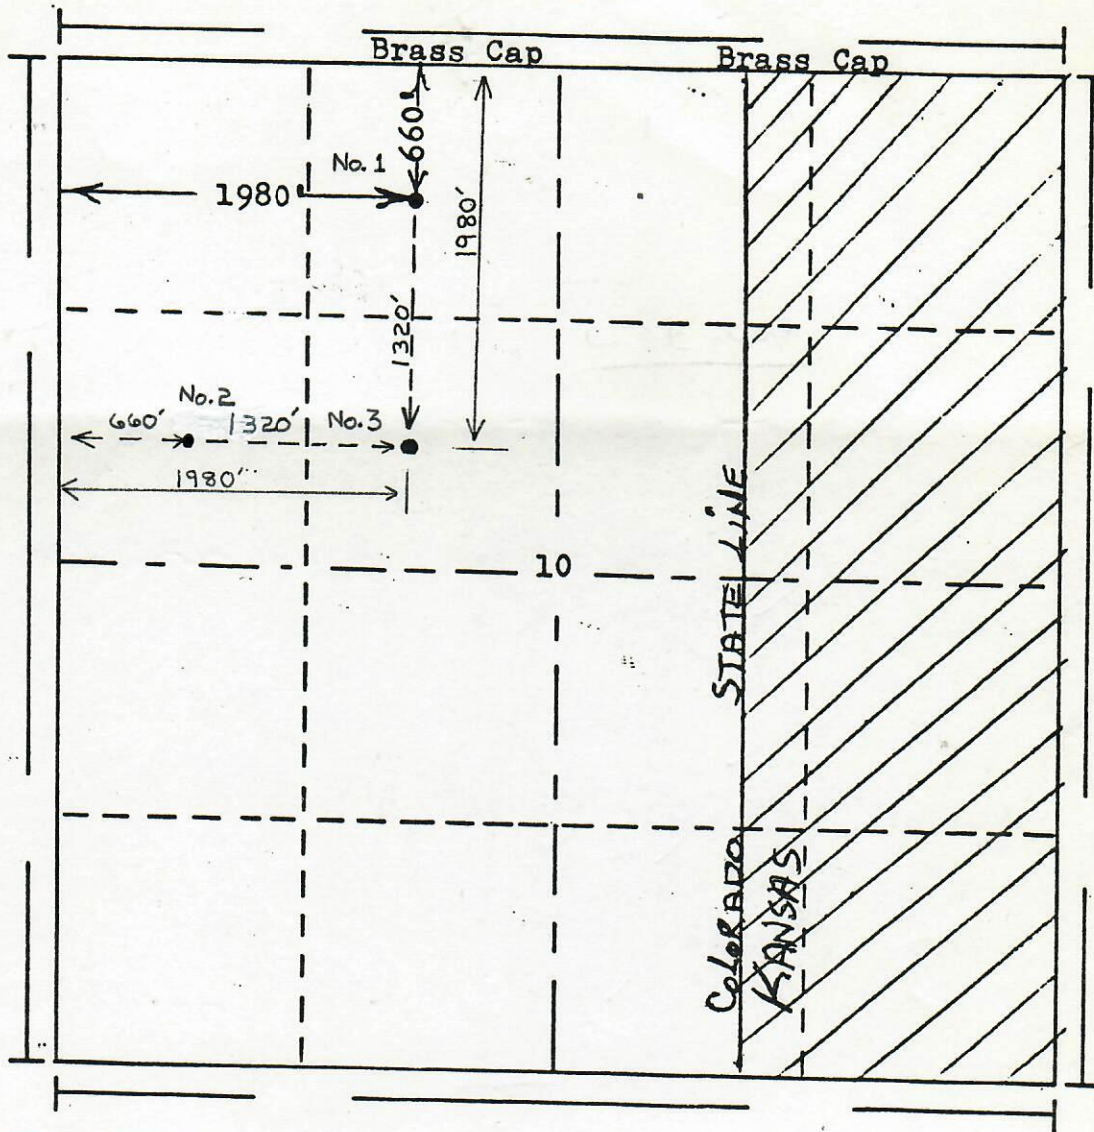 Brass Cap
Brass Cap
660'
No. 1
1980'
1980'
1320'
No. 2
660'
1320'
No. 3
1980'
STATE LINE
10
COLORADO
KANSAS